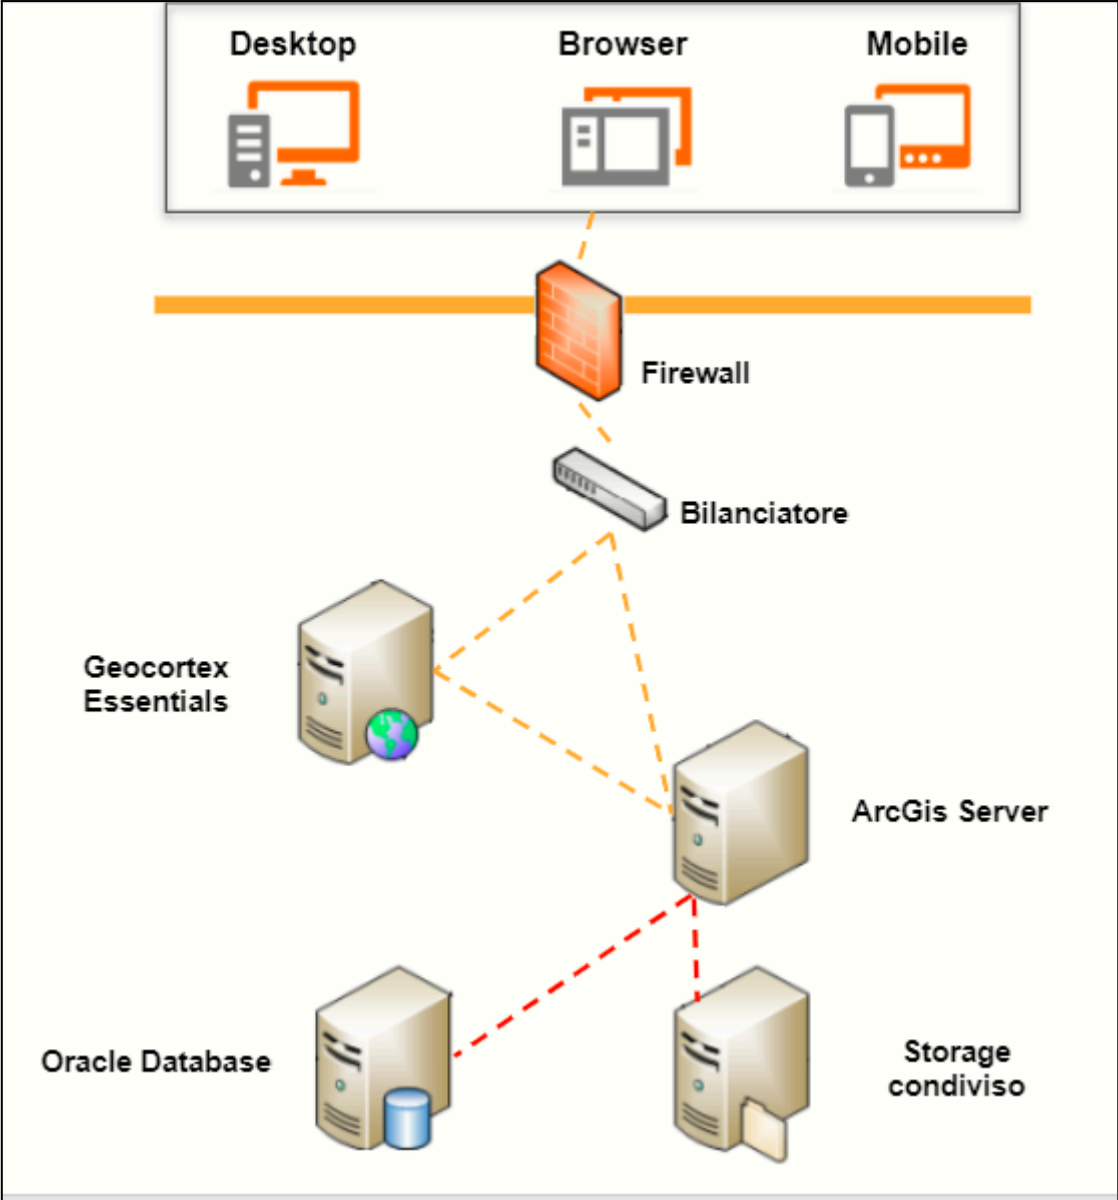 Desktop
Browser
Mobile
Firewall
Bilanciatore
Geocortex
Essentials
ArcGis Server
Oracle Database
Storage
condiviso